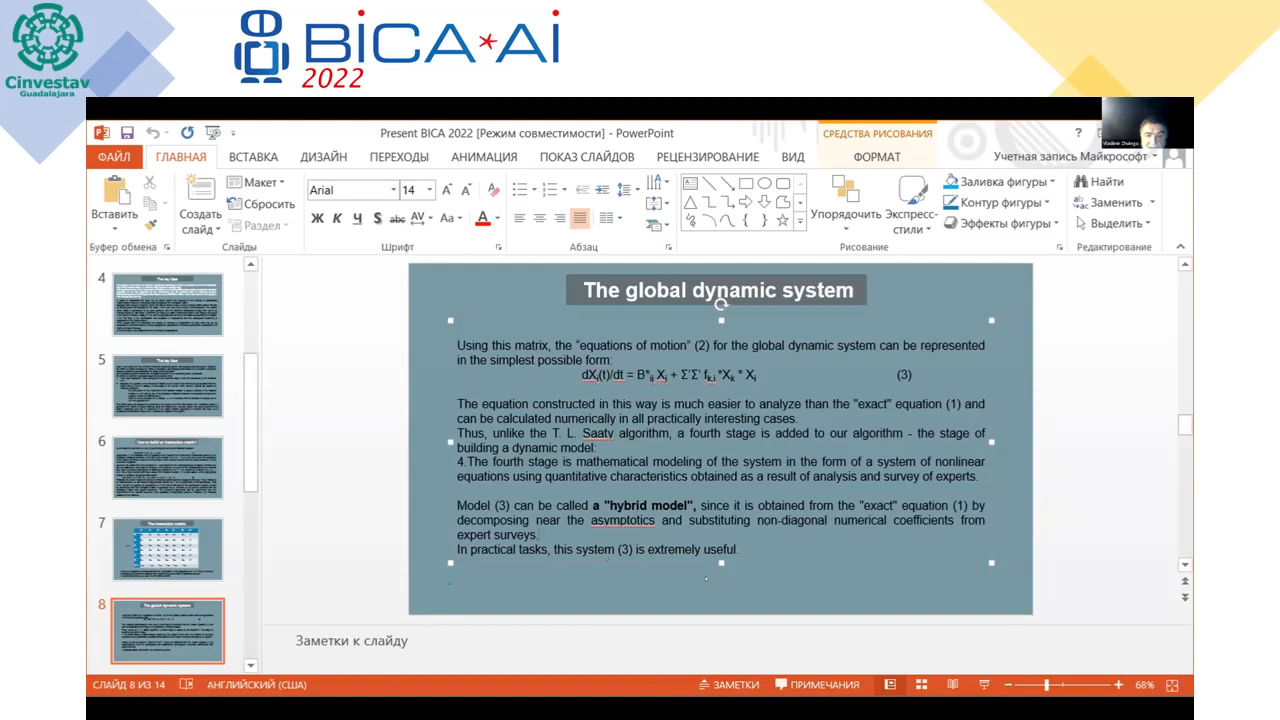 Cinvestav
Guadalajara
BICA*Ai
2022
Present BICA 2022 [Режим совместимости] - PowerPoint
СРЕДСТВА РИСОВАНИЯ
?
ФАЙЛ ГЛАВНАЯ ВСТАВКА ДИЗАЙН ПЕРЕХОДЫ АНИМАЦИЯ ПОКАЗ СЛАЙДОВ РЕЦЕНЗИРОВАНИЕ ВИД ФОРМАТ Учетная запись Майкрософт
Вставить
Буфер обмена
Создать
слайд
Макет
Сбросить
Раздел
Слайды
Arial 14
Ж К Ч S abc AV Aa A
Шрифт
Абзац
Упорядочить
Экспресс-
стили
Заливка фигуры
Контур фигуры
Эффекты фигуры
Рисование
Найти
Заменить
Выделить
Редактирование
4
5
6
7
8
The global dynamic system
Using this matrix, the "equations of motion" (2) for the global dynamic system can be represented
in the simplest possible form:
dXi(t)/dt = B*ij Xj + Σ'Σ' fk,i *Xk * Xi (3)
The equation constructed in this way is much easier to analyze than the "exact" equation (1) and
can be calculated numerically in all practically interesting cases.
Thus, unlike the T. L. Saaty algorithm, a fourth stage is added to our algorithm - the stage of
building a dynamic model:
4.The fourth stage is mathematical modeling of the system in the form of a system of nonlinear
equations using quantitative characteristics obtained as a result of analysis and survey of experts.
Model (3) can be called a "hybrid model", since it is obtained from the "exact" equation (1) by
decomposing near the asymptotics and substituting non-diagonal numerical coefficients from
expert surveys.
In practical tasks, this system (3) is extremely useful.
Заметки к слайду
СЛАЙД 8 ИЗ 14 АНГЛИЙСКИЙ (США) ЗАМЕТКИ ПРИМЕЧАНИЯ 68%